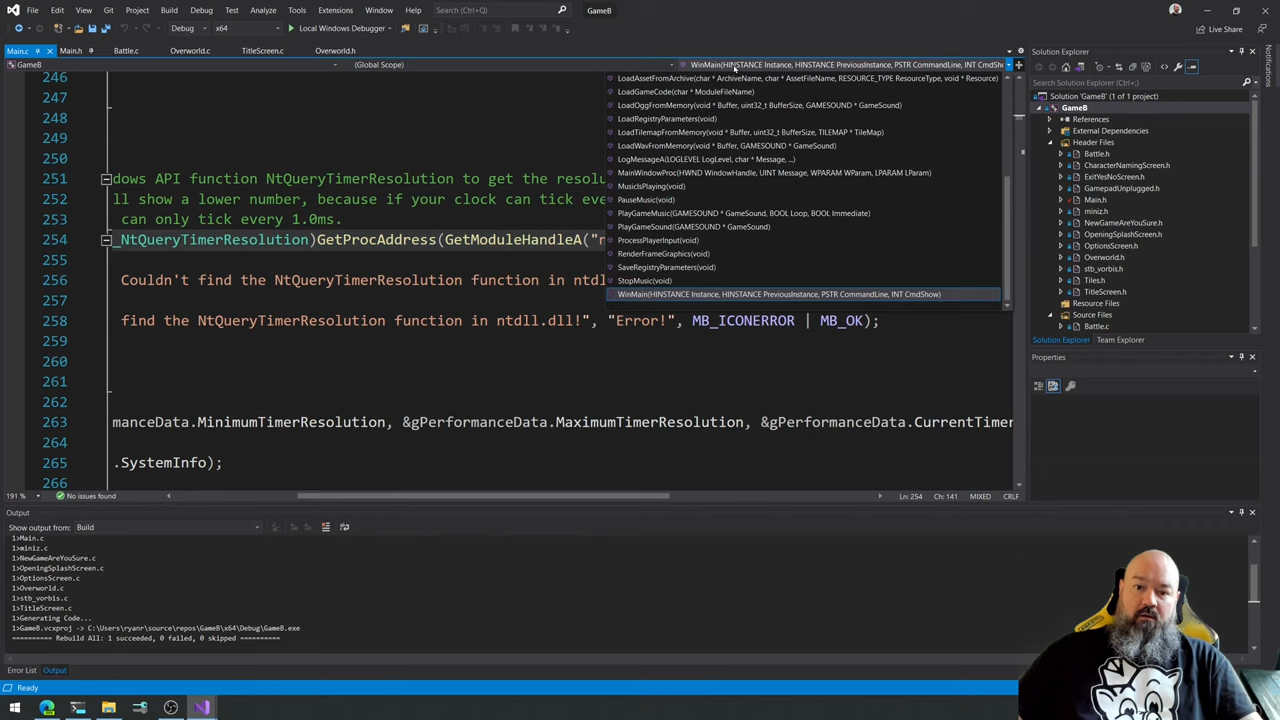 File Edit View Git Project Build Debug Test Analyze Tools Extensions Window Help Search (Ctrl+Q) GameB
Debug x64 Local Windows Debugger Live Share
Main.c Main.h Battle.c Overworld.c TitleScreen.c Overworld.h
GameB (Global Scope) WinMain(HINSTANCE Instance, HINSTANCE PreviousInstance, PSTR CommandLine, INT CmdSho
246
247
248
249
250
251 dows API function NtQueryTimerResolution to get the resolu
252 ll show a lower number, because if your clock can tick eve
253 can only tick every 1.0ms.
254 _NtQueryTimerResolution)GetProcAddress(GetModuleHandleA("n
255
256 Couldn't find the NtQueryTimerResolution function in ntdl
257
258 find the NtQueryTimerResolution function in ntdll.dll!", "Error!", MB_ICONERROR | MB_OK);
259
260
261
262
263 manceData.MinimumTimerResolution, &gPerformanceData.MaximumTimerResolution, &gPerformanceData.CurrentTimer
264
265 .SystemInfo);
266
LoadAssetFromArchive(char * ArchiveName, char * AssetFileName, RESOURCE_TYPE ResourceType, void * Resource)
LoadGameCode(char * ModuleFileName)
LoadOggFromMemory(void * Buffer, uint32_t BufferSize, GAMESOUND * GameSound)
LoadRegistryParameters(void)
LoadTilemapFromMemory(void * Buffer, uint32_t BufferSize, TILEMAP * TileMap)
LoadWavFromMemory(void * Buffer, GAMESOUND * GameSound)
LogMessageA(LOGLEVEL LogLevel, char * Message, ...)
MainWindowProc(HWND WindowHandle, UINT Message, WPARAM WParam, LPARAM LParam)
MusicIsPlaying(void)
PauseMusic(void)
PlayGameMusic(GAMESOUND * GameSound, BOOL Loop, BOOL Immediate)
PlayGameSound(GAMESOUND * GameSound)
ProcessPlayerInput(void)
RenderFrameGraphics(void)
SaveRegistryParameters(void)
StopMusic(void)
WinMain(HINSTANCE Instance, HINSTANCE PreviousInstance, PSTR CommandLine, INT CmdShow)
191 % No issues found Ln: 254 Ch: 141 MIXED CRLF
Output
Show output from: Build
1>Main.c
1>miniz.c
1>NewGameAreYouSure.c
1>OpeningSplashScreen.c
1>OptionsScreen.c
1>Overworld.c
1>stb_vorbis.c
1>TitleScreen.c
1>Generating Code...
1>GameB.vcxproj -> C:\Users\ryanr\source\repos\GameB\x64\Debug\GameB.exe
========== Rebuild All: 1 succeeded, 0 failed, 0 skipped ==========
Error List Output
Ready
Solution Explorer
Search Solution Explorer (Ctrl+;)
Solution 'GameB' (1 of 1 project)
GameB
References
External Dependencies
Header Files
Battle.h
CharacterNamingScreen.h
ExitYesNoScreen.h
GamepadUnplugged.h
Main.h
miniz.h
NewGameAreYouSure.h
OpeningSplashScreen.h
OptionsScreen.h
Overworld.h
stb_vorbis.h
Tiles.h
TitleScreen.h
Resource Files
Source Files
Battle.c
Solution Explorer Team Explorer
Properties